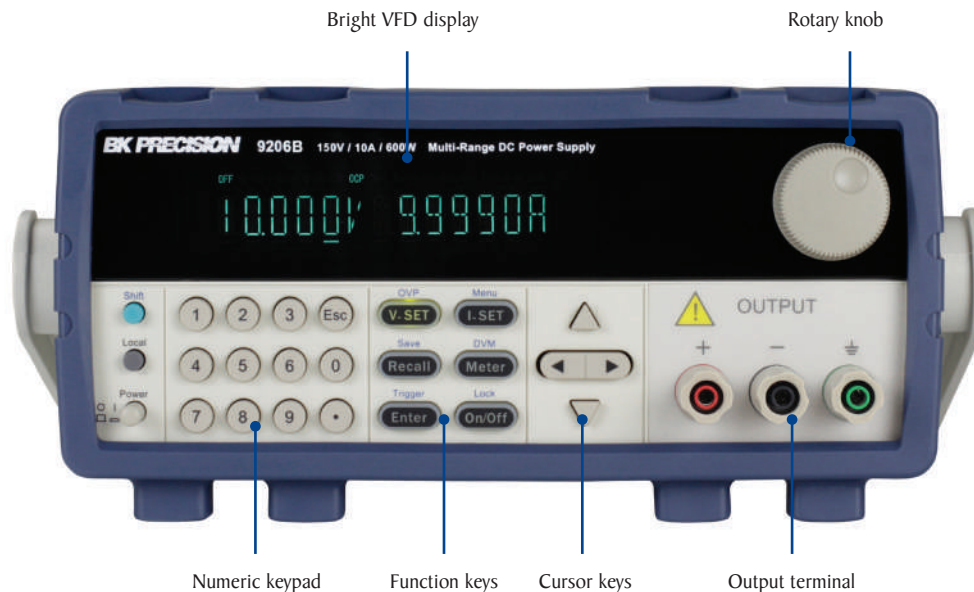 Bright VFD display
Rotary knob
BK PRECISION 9206B 150V / 10A / 600W Multi-Range DC Power Supply
OFF OCP
10.000V 9.9990A
Shift
Local
Power
1 2 3 Esc
4 5 6 0
7 8 9 .
OVP Menu
V-SET I-SET
Save DVM
Recall Meter
Trigger Lock
Enter On/Off
OUTPUT
+ −
Numeric keypad
Function keys
Cursor keys
Output terminal